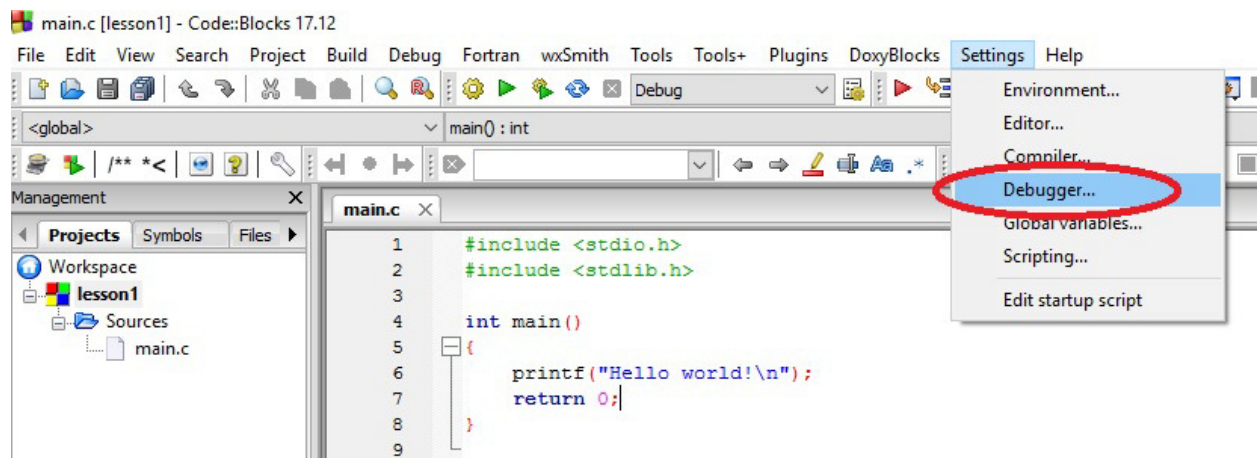 main.c [lesson1] - Code::Blocks 17.12
File Edit View Search Project Build Debug Fortran wxSmith Tools Tools+ Plugins DoxyBlocks Settings Help
Debug
Environment...
<global>
main() : int
Editor...
/** *<
Aa .*
Compiler...
Debugger...
Global variables...
Scripting...
Edit startup script
Management
Projects Symbols Files
Workspace
lesson1
Sources
main.c
main.c
1 #include <stdio.h>
2 #include <stdlib.h>
3
4 int main()
5 {
6 printf("Hello world!\n");
7 return 0;
8 }
9